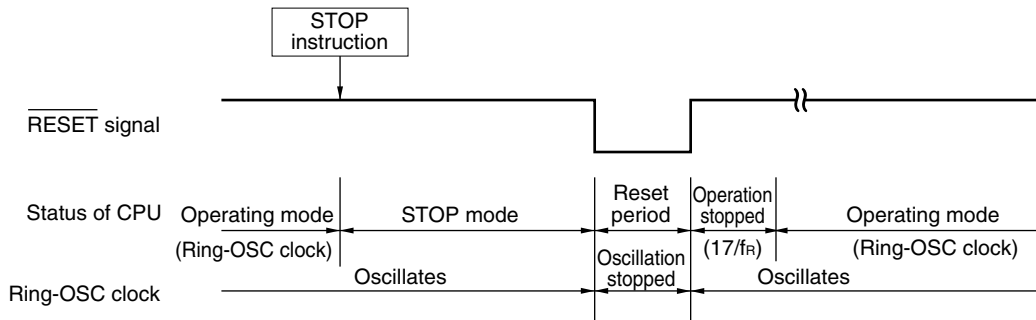 STOP
instruction
RESET signal
Status of CPU
Operating mode
(Ring-OSC clock)
STOP mode
Reset
period
Operation
stopped
(17/fR)
Operating mode
(Ring-OSC clock)
Ring-OSC clock
Oscillates
Oscillation
stopped
Oscillates